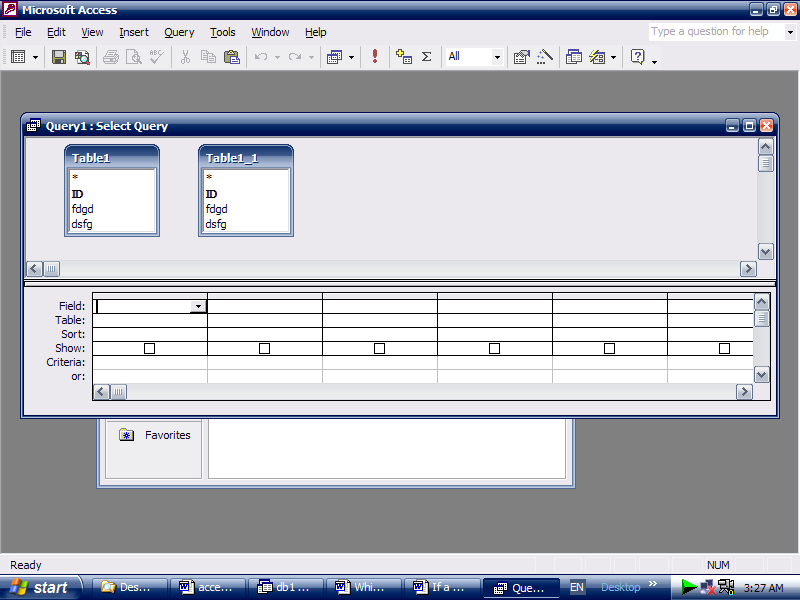 Microsoft Access
File Edit View Insert Query Tools Window Help Type a question for help
All
Query1 : Select Query
Table1 Table1_1
* *
ID ID
fdgd fdgd
dsfg dsfg
Field:
Table:
Sort:
Show:
Criteria:
or:
Favorites
Ready NUM
start Des... acce... db1 ... Whi... If a ... Que... EN Desktop » 3:27 AM